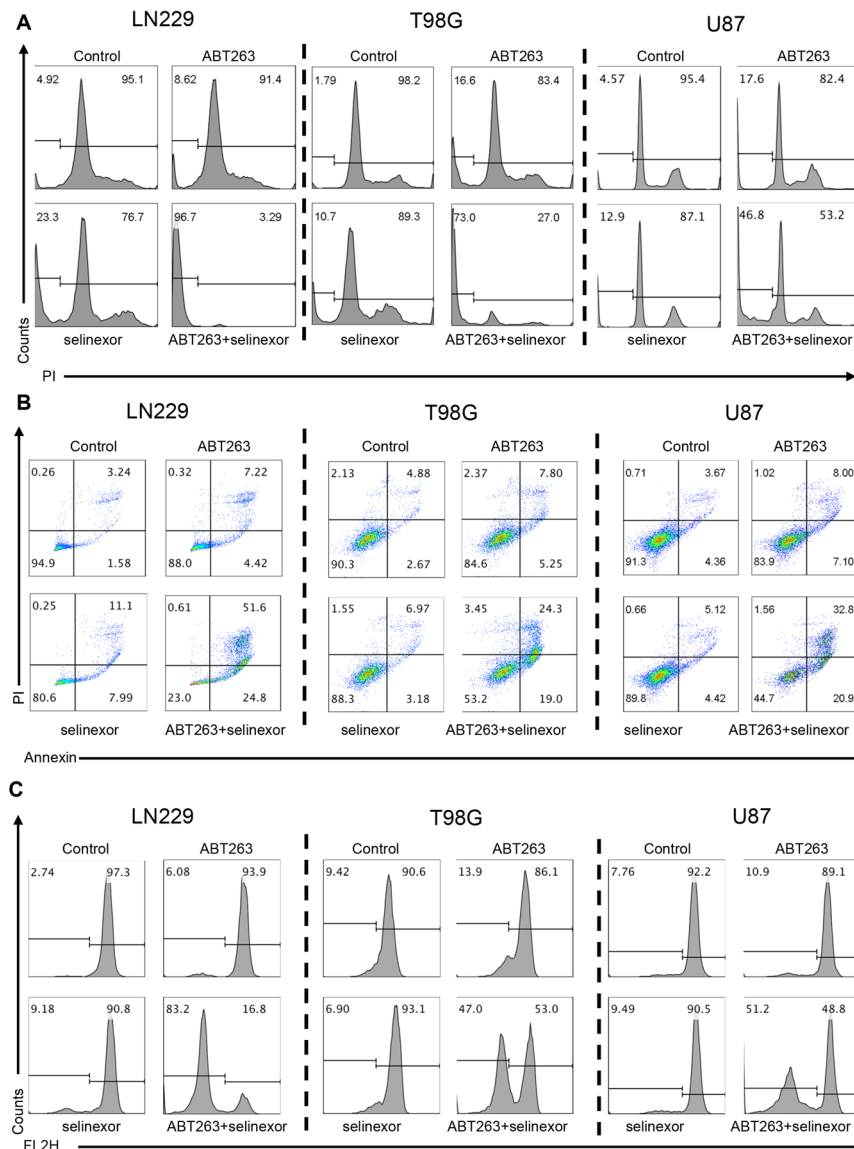 A
LN229 T98G U87
Control ABT263 Control ABT263 Control ABT263
4.92 95.1 8.62 91.4 1.79 98.2 16.6 83.4 4.57 95.4 17.6 82.4
23.3 76.7 96.7 3.29 10.7 89.3 73.0 27.0 12.9 87.1 46.8 53.2
selinexor ABT263+selinexor selinexor ABT263+selinexor selinexor ABT263+selinexor
Counts
PI
B
LN229 T98G U87
Control ABT263 Control ABT263 Control ABT263
0.26 3.24 0.32 7.22 2.13 4.88 2.37 7.80 0.71 3.67 1.02 8.00
94.9 1.58 88.0 4.42 90.3 2.67 84.6 5.25 91.3 4.36 83.9 7.10
0.25 11.1 0.61 51.6 1.55 6.97 3.45 24.3 0.66 5.12 1.56 32.8
80.6 7.99 23.0 24.8 88.3 3.18 53.2 19.0 89.8 4.42 44.7 20.9
selinexor ABT263+selinexor selinexor ABT263+selinexor selinexor ABT263+selinexor
PI
Annexin
C
LN229 T98G U87
Control ABT263 Control ABT263 Control ABT263
2.74 97.3 6.08 93.9 9.42 90.6 13.9 86.1 7.76 92.2 10.9 89.1
9.18 90.8 83.2 16.8 6.90 93.1 47.0 53.0 9.49 90.5 51.2 48.8
selinexor ABT263+selinexor selinexor ABT263+selinexor selinexor ABT263+selinexor
Counts
FL2H